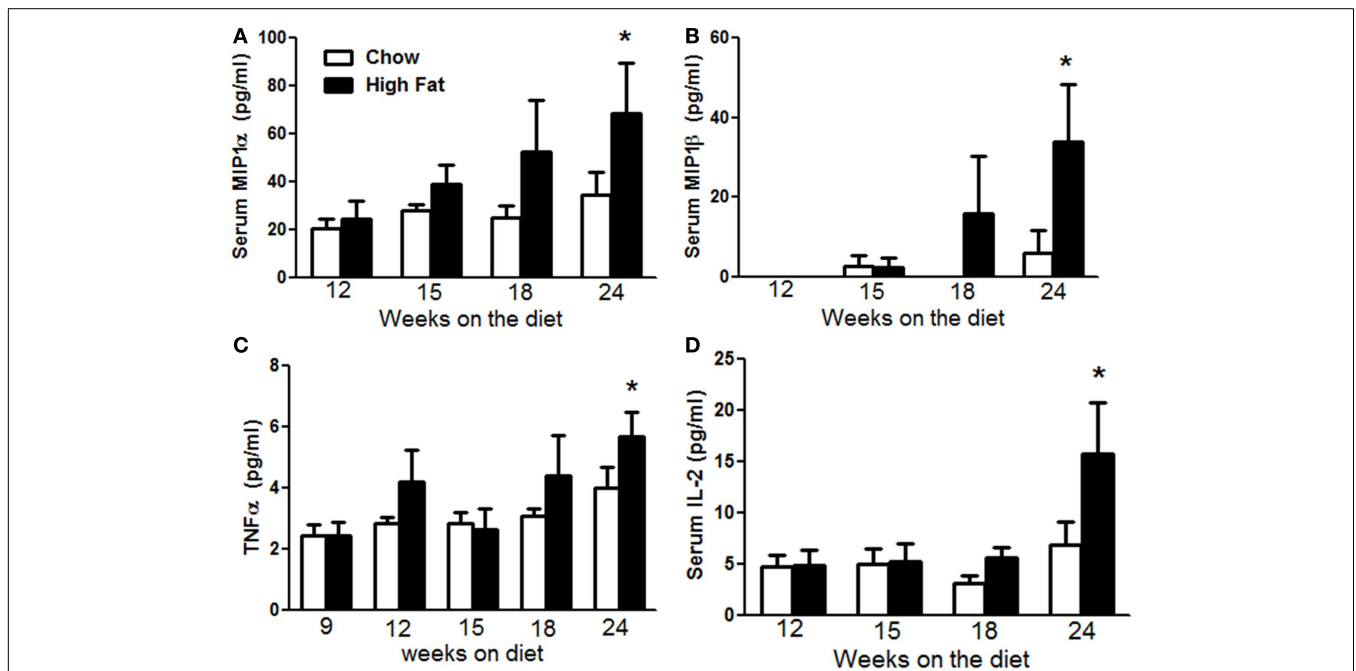 A
100
80
60
40
20
0
Serum MIP1α (pg/ml)
Chow
High Fat
*
12 15 18 24
Weeks on the diet
B
60
40
20
0
Serum MIP1β (pg/ml)
*
12 15 18 24
Weeks on the diet
C
8
6
4
2
0
TNFα (pg/ml)
*
9 12 15 18 24
weeks on diet
D
25
20
15
10
5
0
Serum IL-2 (pg/ml)
*
12 15 18 24
Weeks on the diet